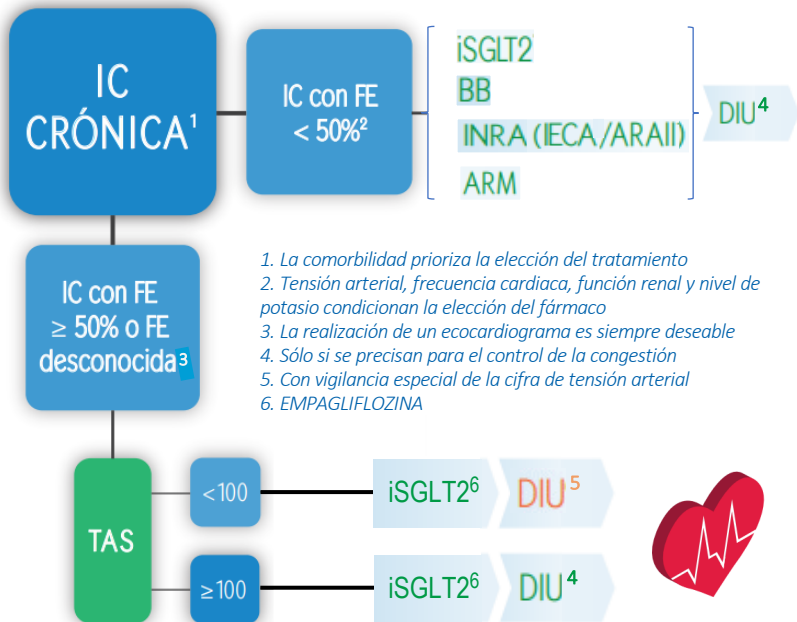 IC
CRÓNICA¹
IC con FE
< 50%²
iSGLT2
BB
INRA (IECA/ARAII)
ARM
DIU⁴
IC con FE
≥ 50% o FE
desconocida³
1. La comorbilidad prioriza la elección del tratamiento
2. Tensión arterial, frecuencia cardiaca, función renal y nivel de
potasio condicionan la elección del fármaco
3. La realización de un ecocardiograma es siempre deseable
4. Sólo si se precisan para el control de la congestión
5. Con vigilancia especial de la cifra de tensión arterial
6. EMPAGLIFLOZINA
TAS
<100
iSGLT2⁶
DIU⁵
≥100
iSGLT2⁶
DIU⁴